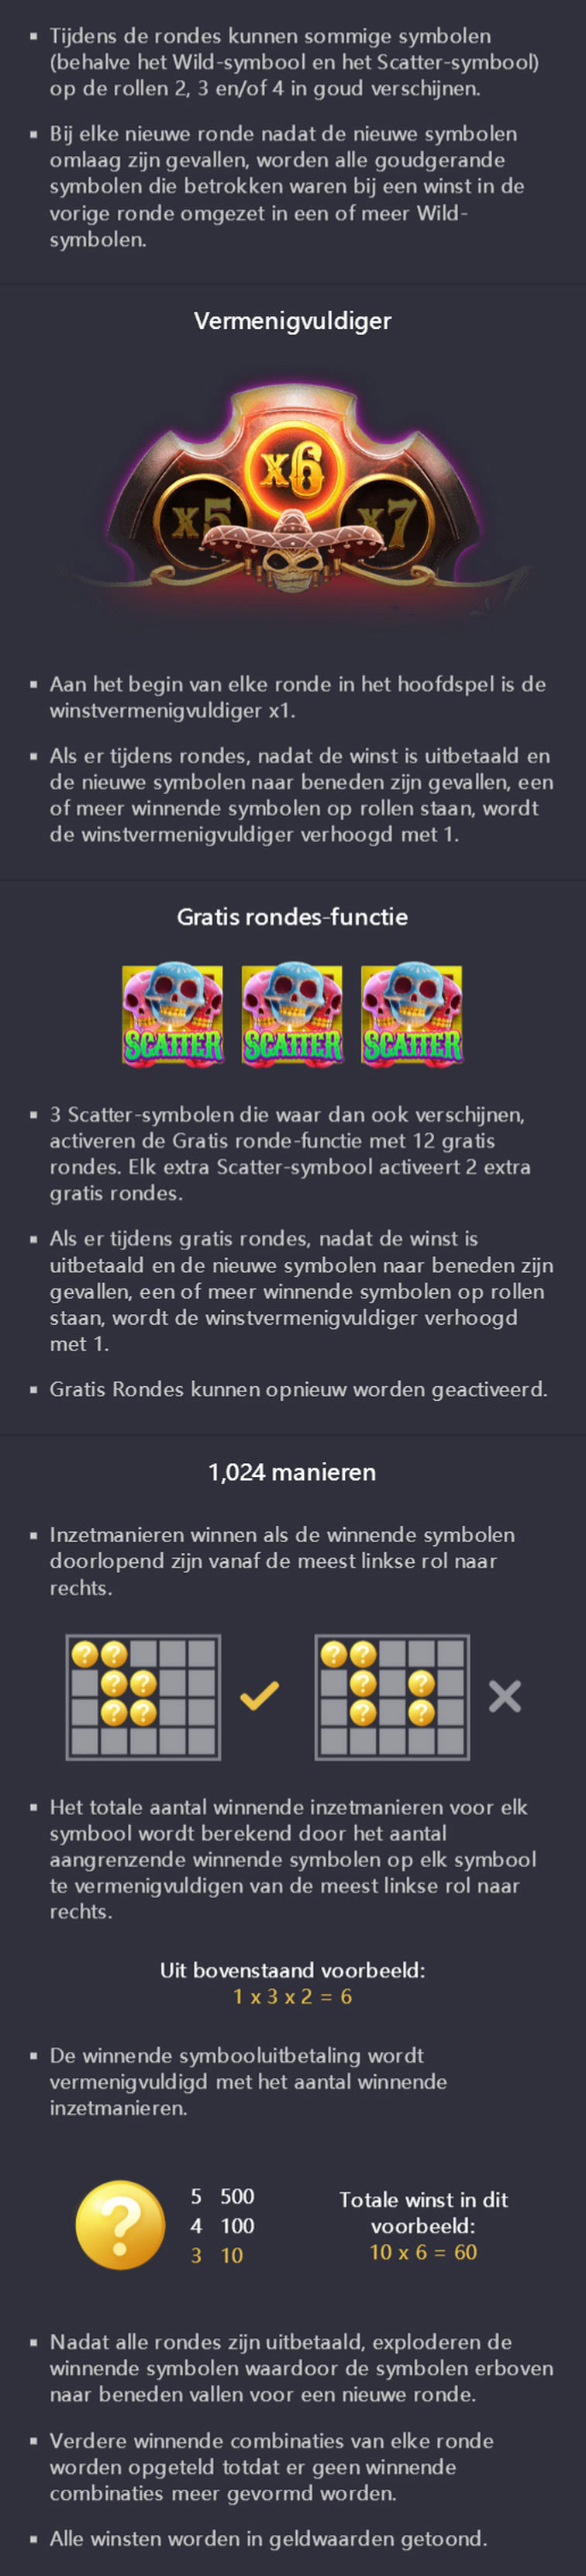 Tijdens de rondes kunnen sommige symbolen
(behalve het Wild-symbool en het Scatter-symbool)
op de rollen 2, 3 en/of 4 in goud verschijnen.
Bij elke nieuwe ronde nadat de nieuwe symbolen
omlaag zijn gevallen, worden alle goudgerande
symbolen die betrokken waren bij een winst in de
vorige ronde omgezet in een of meer Wild-
symbolen.
Vermenigvuldiger
x5 x6 x7
Aan het begin van elke ronde in het hoofdspel is de
winstvermenigvuldiger x1.
Als er tijdens rondes, nadat de winst is uitbetaald en
de nieuwe symbolen naar beneden zijn gevallen, een
of meer winnende symbolen op rollen staan, wordt
de winstvermenigvuldiger verhoogd met 1.
Gratis rondes-functie
SCATTER SCATTER SCATTER
3 Scatter-symbolen die waar dan ook verschijnen,
activeren de Gratis ronde-functie met 12 gratis
rondes. Elk extra Scatter-symbool activeert 2 extra
gratis rondes.
Als er tijdens gratis rondes, nadat de winst is
uitbetaald en de nieuwe symbolen naar beneden zijn
gevallen, een of meer winnende symbolen op rollen
staan, wordt de winstvermenigvuldiger verhoogd
met 1.
Gratis Rondes kunnen opnieuw worden geactiveerd.
1,024 manieren
Inzetmanieren winnen als de winnende symbolen
doorlopend zijn vanaf de meest linkse rol naar
rechts.
? ? ? ?
? ? ? ?
? ? ? ?
Het totale aantal winnende inzetmanieren voor elk
symbool wordt berekend door het aantal
aangrenzende winnende symbolen op elk symbool
te vermenigvuldigen van de meest linkse rol naar
rechts.
Uit bovenstaand voorbeeld:
1 x 3 x 2 = 6
De winnende symbooluitbetaling wordt
vermenigvuldigd met het aantal winnende
inzetmanieren.
?
5 500
4 100
3 10
Totale winst in dit
voorbeeld:
10 x 6 = 60
Nadat alle rondes zijn uitbetaald, exploderen de
winnende symbolen waardoor de symbolen erboven
naar beneden vallen voor een nieuwe ronde.
Verdere winnende combinaties van elke ronde
worden opgeteld totdat er geen winnende
combinaties meer gevormd worden.
Alle winsten worden in geldwaarden getoond.